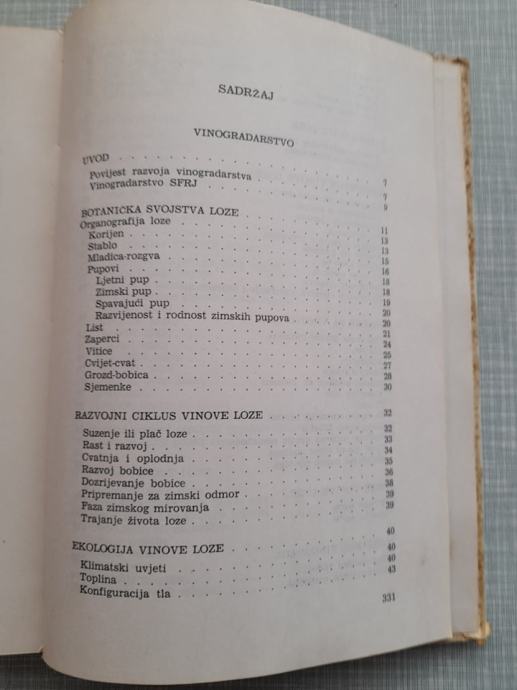 SADRŽAJ
VINOGRADARSTVO
UVOD . . . . . . . . . . 7
Povijest razvoja vinogradarstva . . . . . 7
Vinogradarstvo SFRJ . . . . . . . 9
BOTANIČKA SVOJSTVA LOZE . . . . . . 11
Organografija loze . . . . . . . . 13
Korijen . . . . . . . . . . 13
Stablo . . . . . . . . . . 15
Mladica-rozgva . . . . . . . . . 16
Pupovi . . . . . . . . . . 18
Ljetni pup . . . . . . . . . 18
Zimski pup . . . . . . . . . 19
Spavajući pup . . . . . . . . 20
Razvijenost i rodnost zimskih pupova . . . . 20
List . . . . . . . . . . . 21
Zaperci . . . . . . . . . . 24
Vitice . . . . . . . . . . 25
Cvijet-cvat . . . . . . . . . 27
Grozd-bobica . . . . . . . . . 28
Sjemenke . . . . . . . . . . 30
RAZVOJNI CIKLUS VINOVE LOZE . . . . . . 32
Suzenje ili plač loze . . . . . . . 32
Rast i razvoj . . . . . . . . . 33
Cvatnja i oplodnja . . . . . . . . 34
Razvoj bobice . . . . . . . . . 35
Dozrijevanje bobice . . . . . . . . 36
Pripremanje za zimski odmor . . . . . . 38
Faza zimskog mirovanja . . . . . . . 39
Trajanje života loze . . . . . . . . 39
EKOLOGIJA VINOVE LOZE . . . . . . . 40
Klimatski uvjeti . . . . . . . . 40
Toplina . . . . . . . . . . 40
Konfiguracija tla . . . . . . . . 43
331